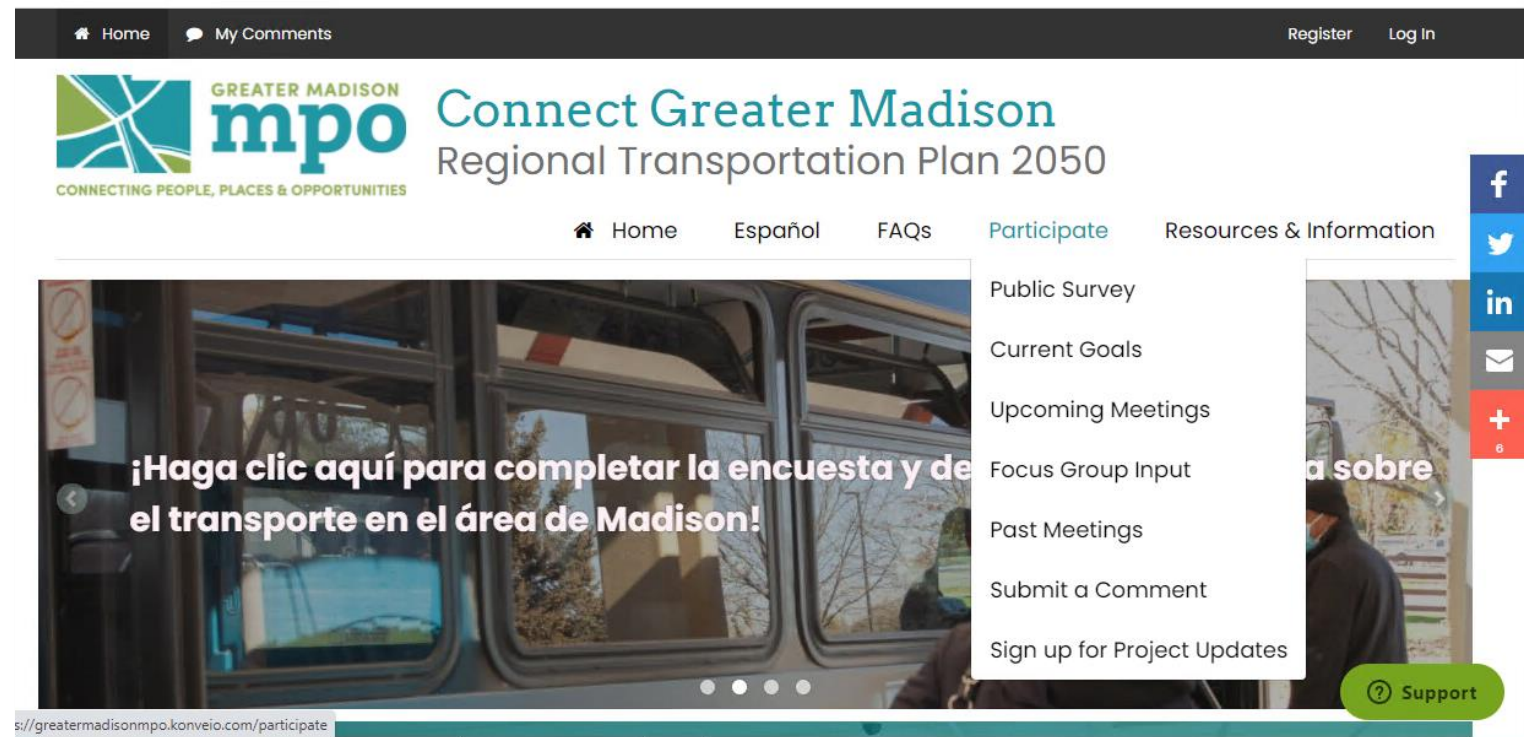 Home My Comments Register Log In
GREATER MADISON
mpo
CONNECTING PEOPLE, PLACES & OPPORTUNITIES
Connect Greater Madison
Regional Transportation Plan 2050
Home Español FAQs Participate Resources & Information
Public Survey
Current Goals
Upcoming Meetings
Focus Group Input
Past Meetings
Submit a Comment
Sign up for Project Updates
¡Haga clic aquí para completar la encuesta y de a sobre
el transporte en el área de Madison!
f
in
6
Support
s://greatermadisonmpo.konveio.com/participate